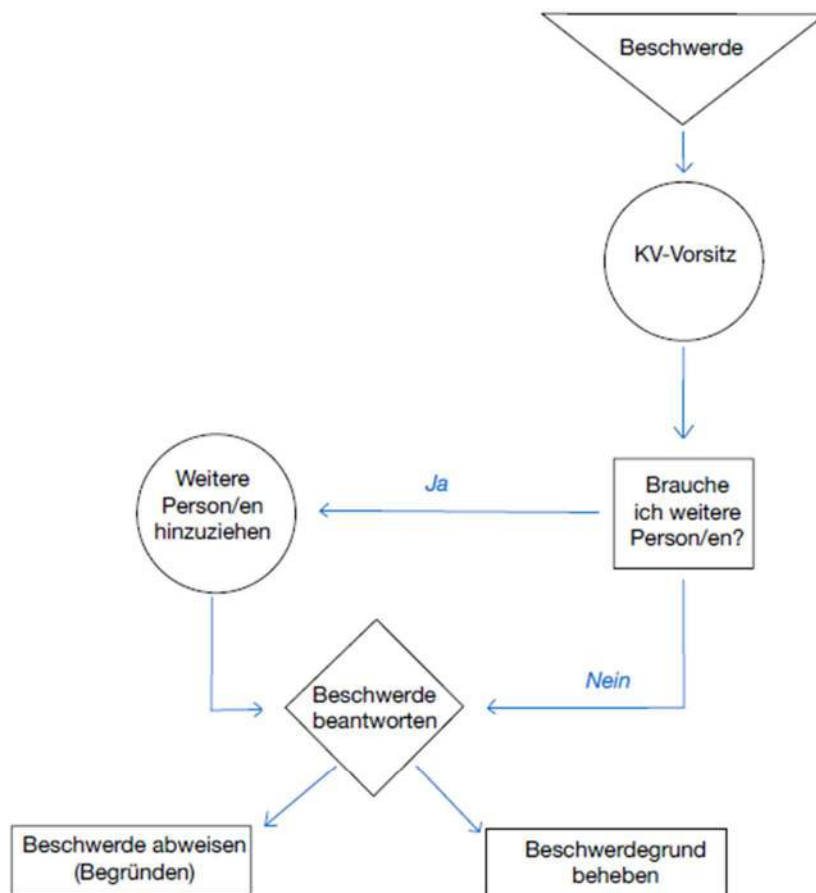 Beschwerde
KV-Vorsitz
Brauche
ich weitere
Person/en?
Ja
Weitere
Person/en
hinzuziehen
Nein
Beschwerde
beantworten
Beschwerde abweisen
(Begründen)
Beschwerdegrund
beheben